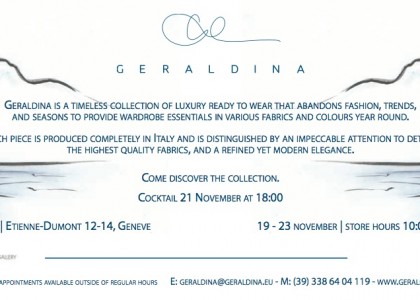 GERALDINA
GERALDINA IS A TIMELESS COLLECTION OF LUXURY READY TO WEAR THAT ABANDONS FASHION, TRENDS,
AND SEASONS TO PROVIDE WARDROBE ESSENTIALS IN VARIOUS FABRICS AND COLOURS YEAR ROUND.
CH PIECE IS PRODUCED COMPLETELY IN ITALY AND IS DISTINGUISHED BY AN IMPECCABLE ATTENTION TO DET
THE HIGHEST QUALITY FABRICS, AND A REFINED YET MODERN ELEGANCE.
COME DISCOVER THE COLLECTION.
COCKTAIL 21 NOVEMBER AT 18:00
| ETIENNE-DUMONT 12-14, GENEVE 19 - 23 NOVEMBER | STORE HOURS 10:0
GALLERY
APPOINTMENTS AVAILABLE OUTSIDE OF REGULAR HOURS E: GERALDINA@GERALDINA.EU - M: (39) 338 64 04 119 - WWW.GERAL